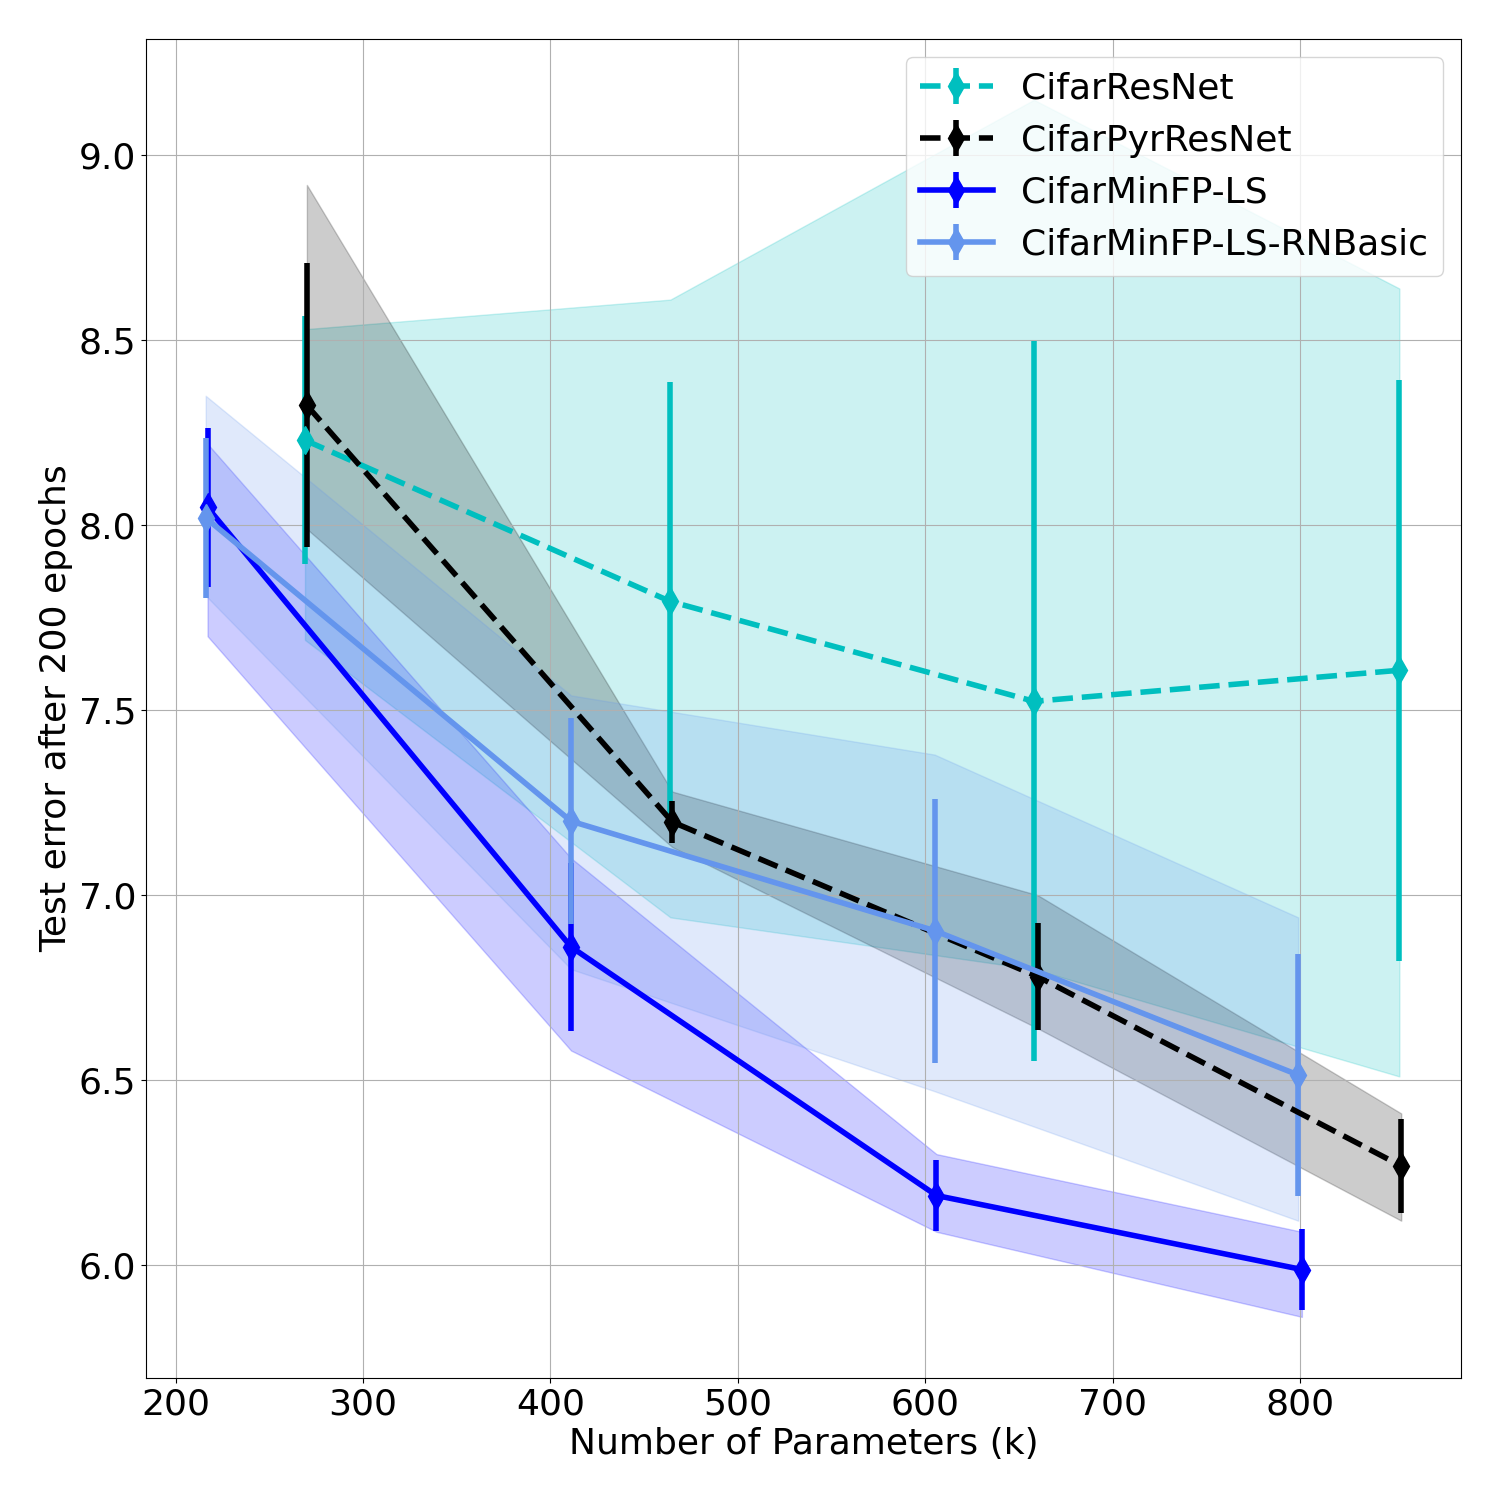 CifarResNet
CifarPyrResNet
CifarMinFP-LS
CifarMinFP-LS-RNBasic
9.0
8.5
8.0
7.5
7.0
6.5
6.0
Test error after 200 epochs
200 300 400 500 600 700 800
Number of Parameters (k)